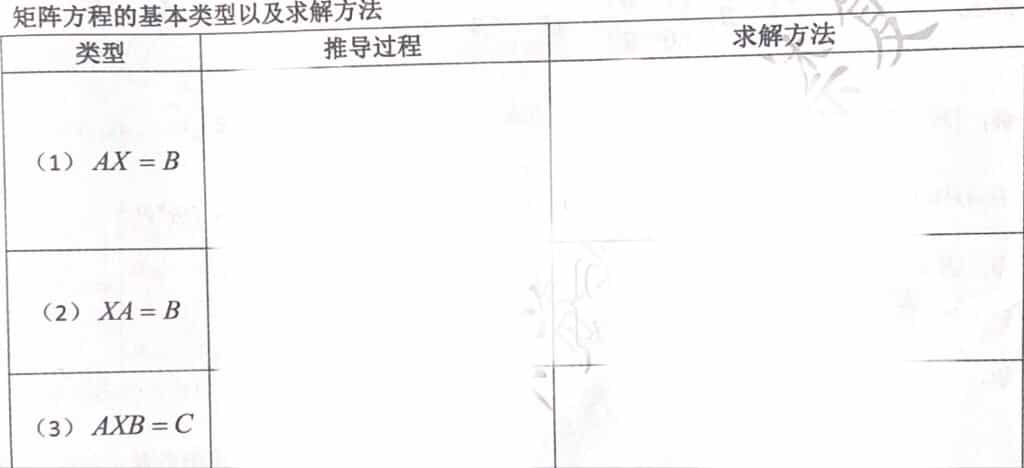 矩阵方程的基本类型以及求解方法
类型 推导过程 求解方法
（1） AX = B
（2） XA = B
（3） AXB = C